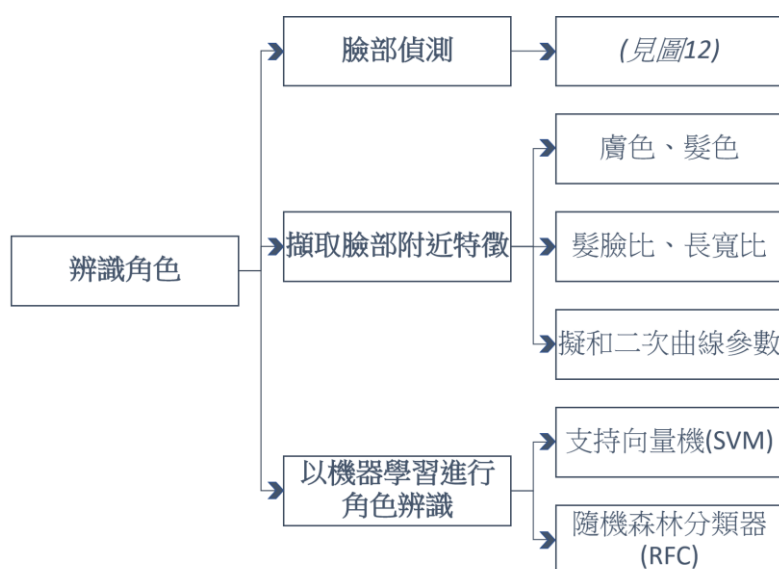 辨識角色
臉部偵測
(見圖12)
擷取臉部附近特徵
膚色、髮色
髮臉比、長寬比
擬和二次曲線參數
以機器學習進行
角色辨識
支持向量機(SVM)
隨機森林分類器
(RFC)